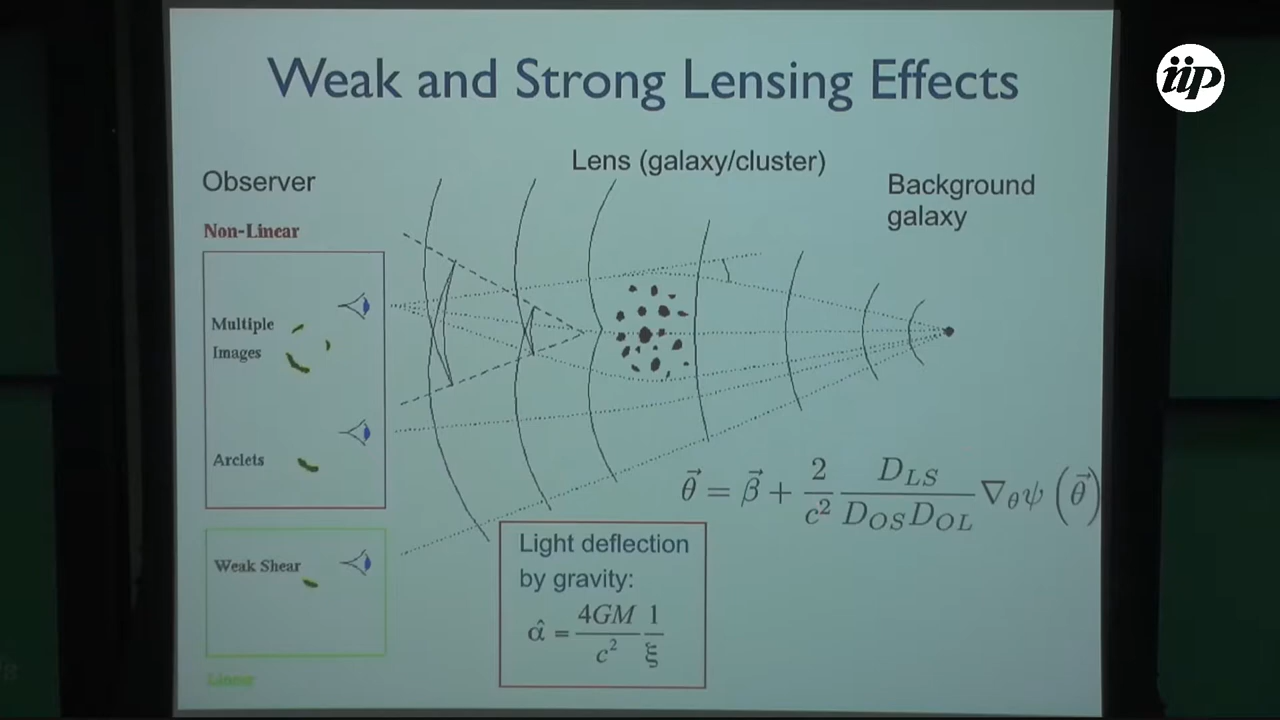 iip
Weak and Strong Lensing Effects
Lens (galaxy/cluster)
Observer
Background
galaxy
Non-Linear
Multiple
Images
Arclets
Weak Shear
Linear
Light deflection
by gravity:
α̂ = 4GM/c² 1/ξ
θ⃗ = β⃗ + 2/c² D_LS/D_OS D_OL ∇_θ ψ (θ⃗)